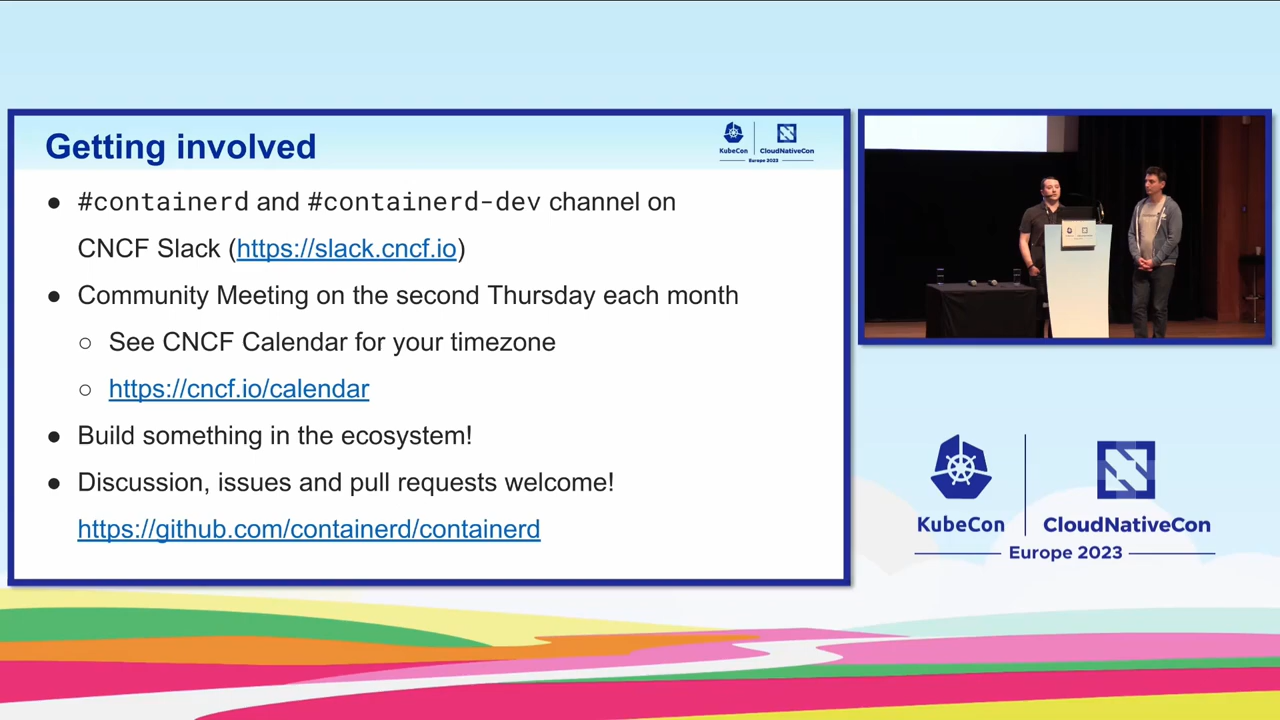 Getting involved
KubeCon
CloudNativeCon
Europe 2023
● #containerd and #containerd-dev channel on
CNCF Slack (https://slack.cncf.io)
● Community Meeting on the second Thursday each month
○ See CNCF Calendar for your timezone
○ https://cncf.io/calendar
● Build something in the ecosystem!
● Discussion, issues and pull requests welcome!
https://github.com/containerd/containerd
KubeCon
CloudNativeCon
Europe 2023